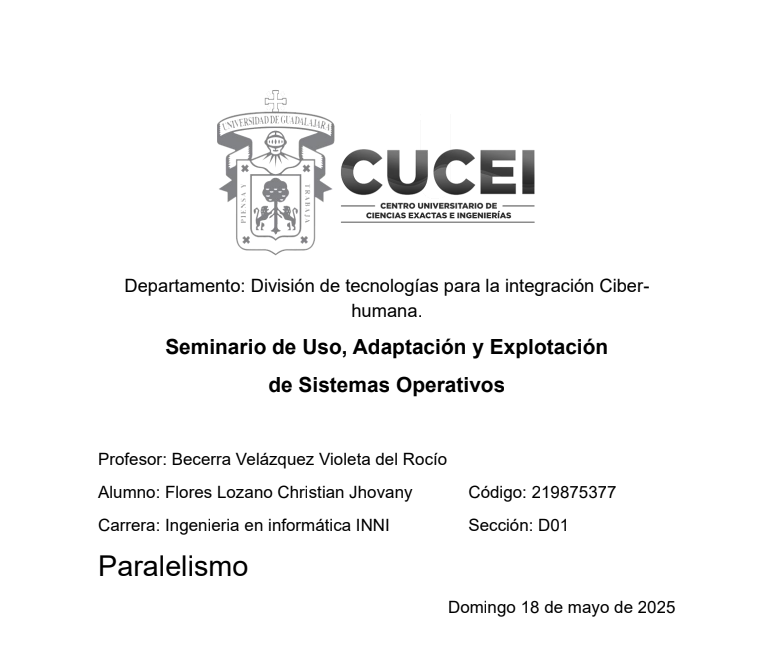 UNIVERSIDAD DE GUADALAJARA
PIENSA Y
TRABAJA
CUCEI
CENTRO UNIVERSITARIO DE
CIENCIAS EXACTAS E INGENIERÍAS
Departamento: División de tecnologías para la integración Ciber-
humana.
Seminario de Uso, Adaptación y Explotación
de Sistemas Operativos
Profesor: Becerra Velázquez Violeta del Rocío
Alumno: Flores Lozano Christian Jhovany Código: 219875377
Carrera: Ingenieria en informática INNI Sección: D01
Paralelismo
Domingo 18 de mayo de 2025